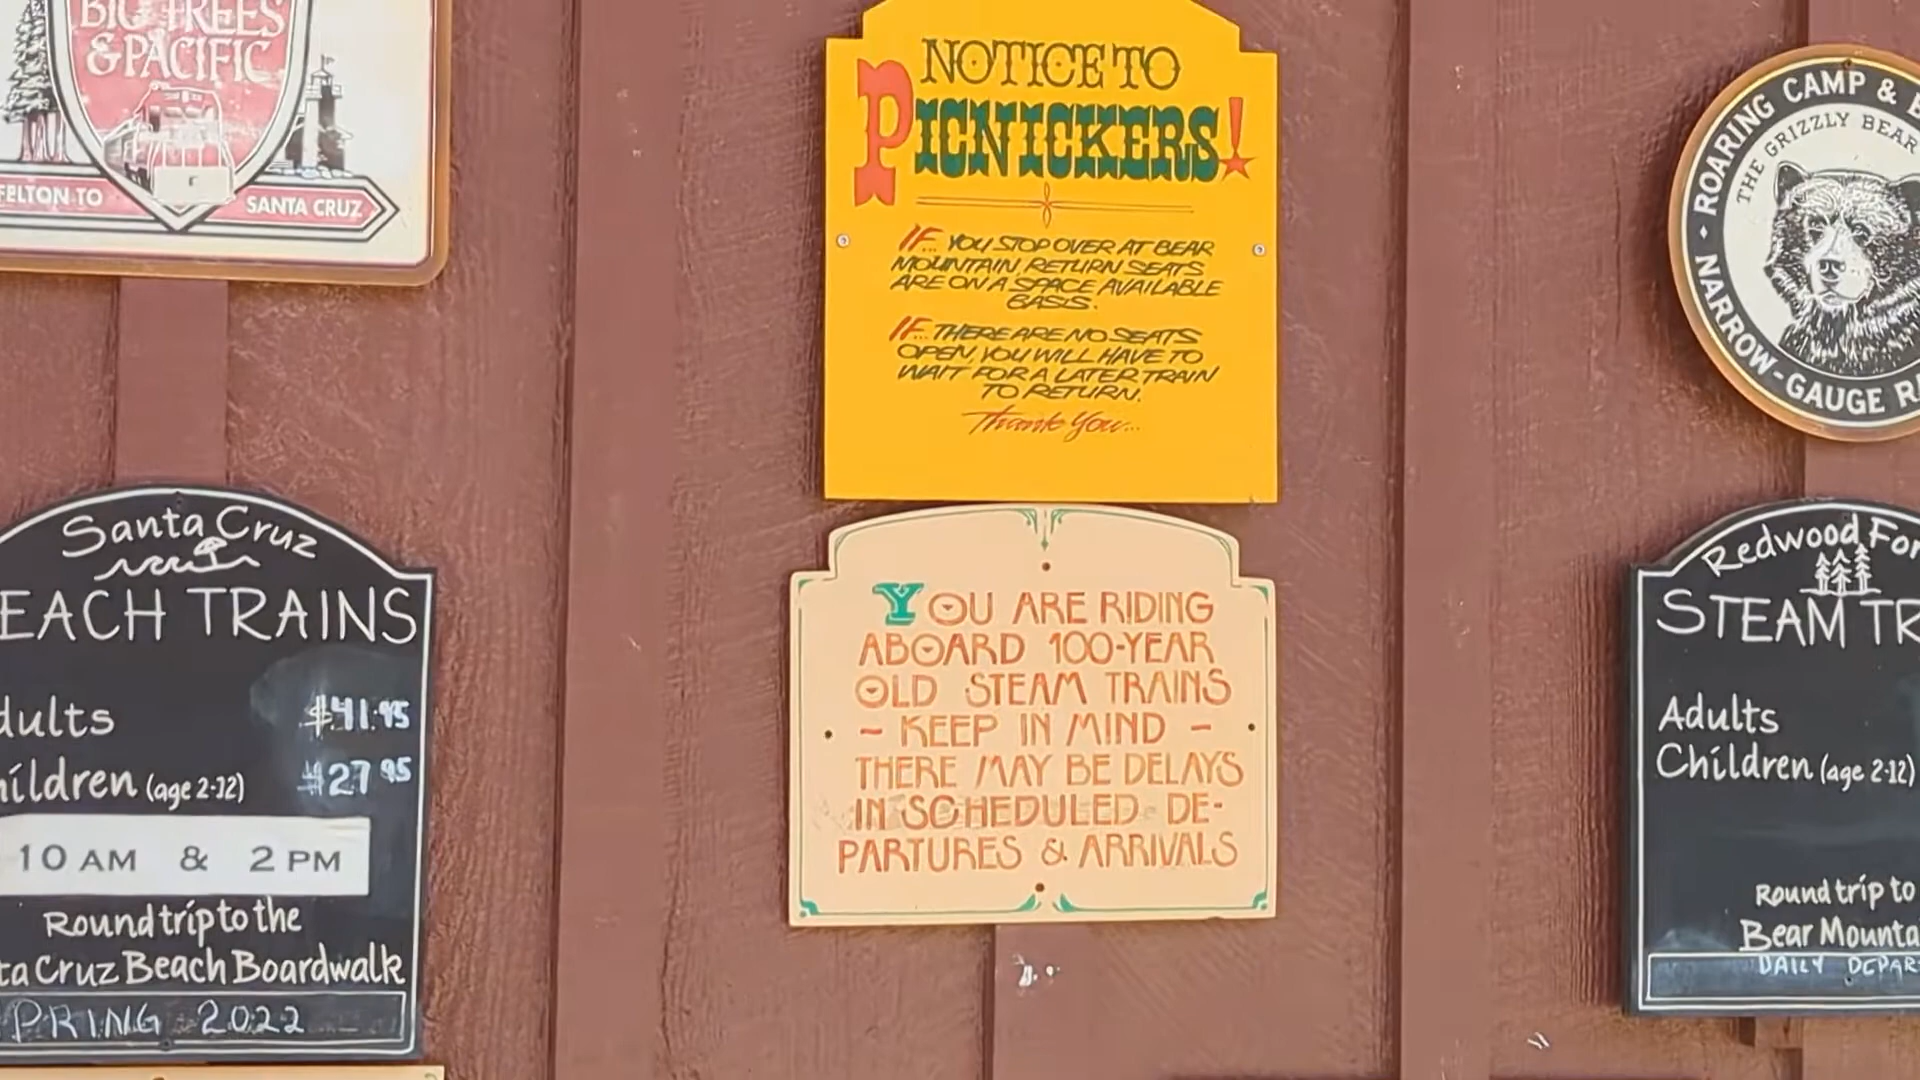 BIG TREES
& PACIFIC
FELTON TO
SANTA CRUZ
NOTICE TO
PICNICKERS!
IF... YOU STOP OVER AT BEAR
MOUNTAIN, RETURN SEATS
ARE ON A SPACE AVAILABLE
BASIS.
IF... THERE ARE NO SEATS
OPEN, YOU WILL HAVE TO
WAIT FOR A LATER TRAIN
TO RETURN.
Thank You...
ROARING CAMP &
THE GRIZZLY BEAR
NARROW-GAUGE
Santa Cruz
EACH TRAINS
dults $41.95
hildren (age 2-12) $27.95
10 AM & 2 PM
Round trip to the
ta Cruz Beach Boardwalk
PRING 2022
YOU ARE RIDING
ABOARD 100-YEAR
OLD STEAM TRAINS
- KEEP IN MIND -
THERE MAY BE DELAYS
IN SCHEDULED DE-
PARTURES & ARRIVALS
Redwood For
STEAM TR
Adults
Children (age 2-12)
Round trip to
Bear Mounta
DAILY DEPAR